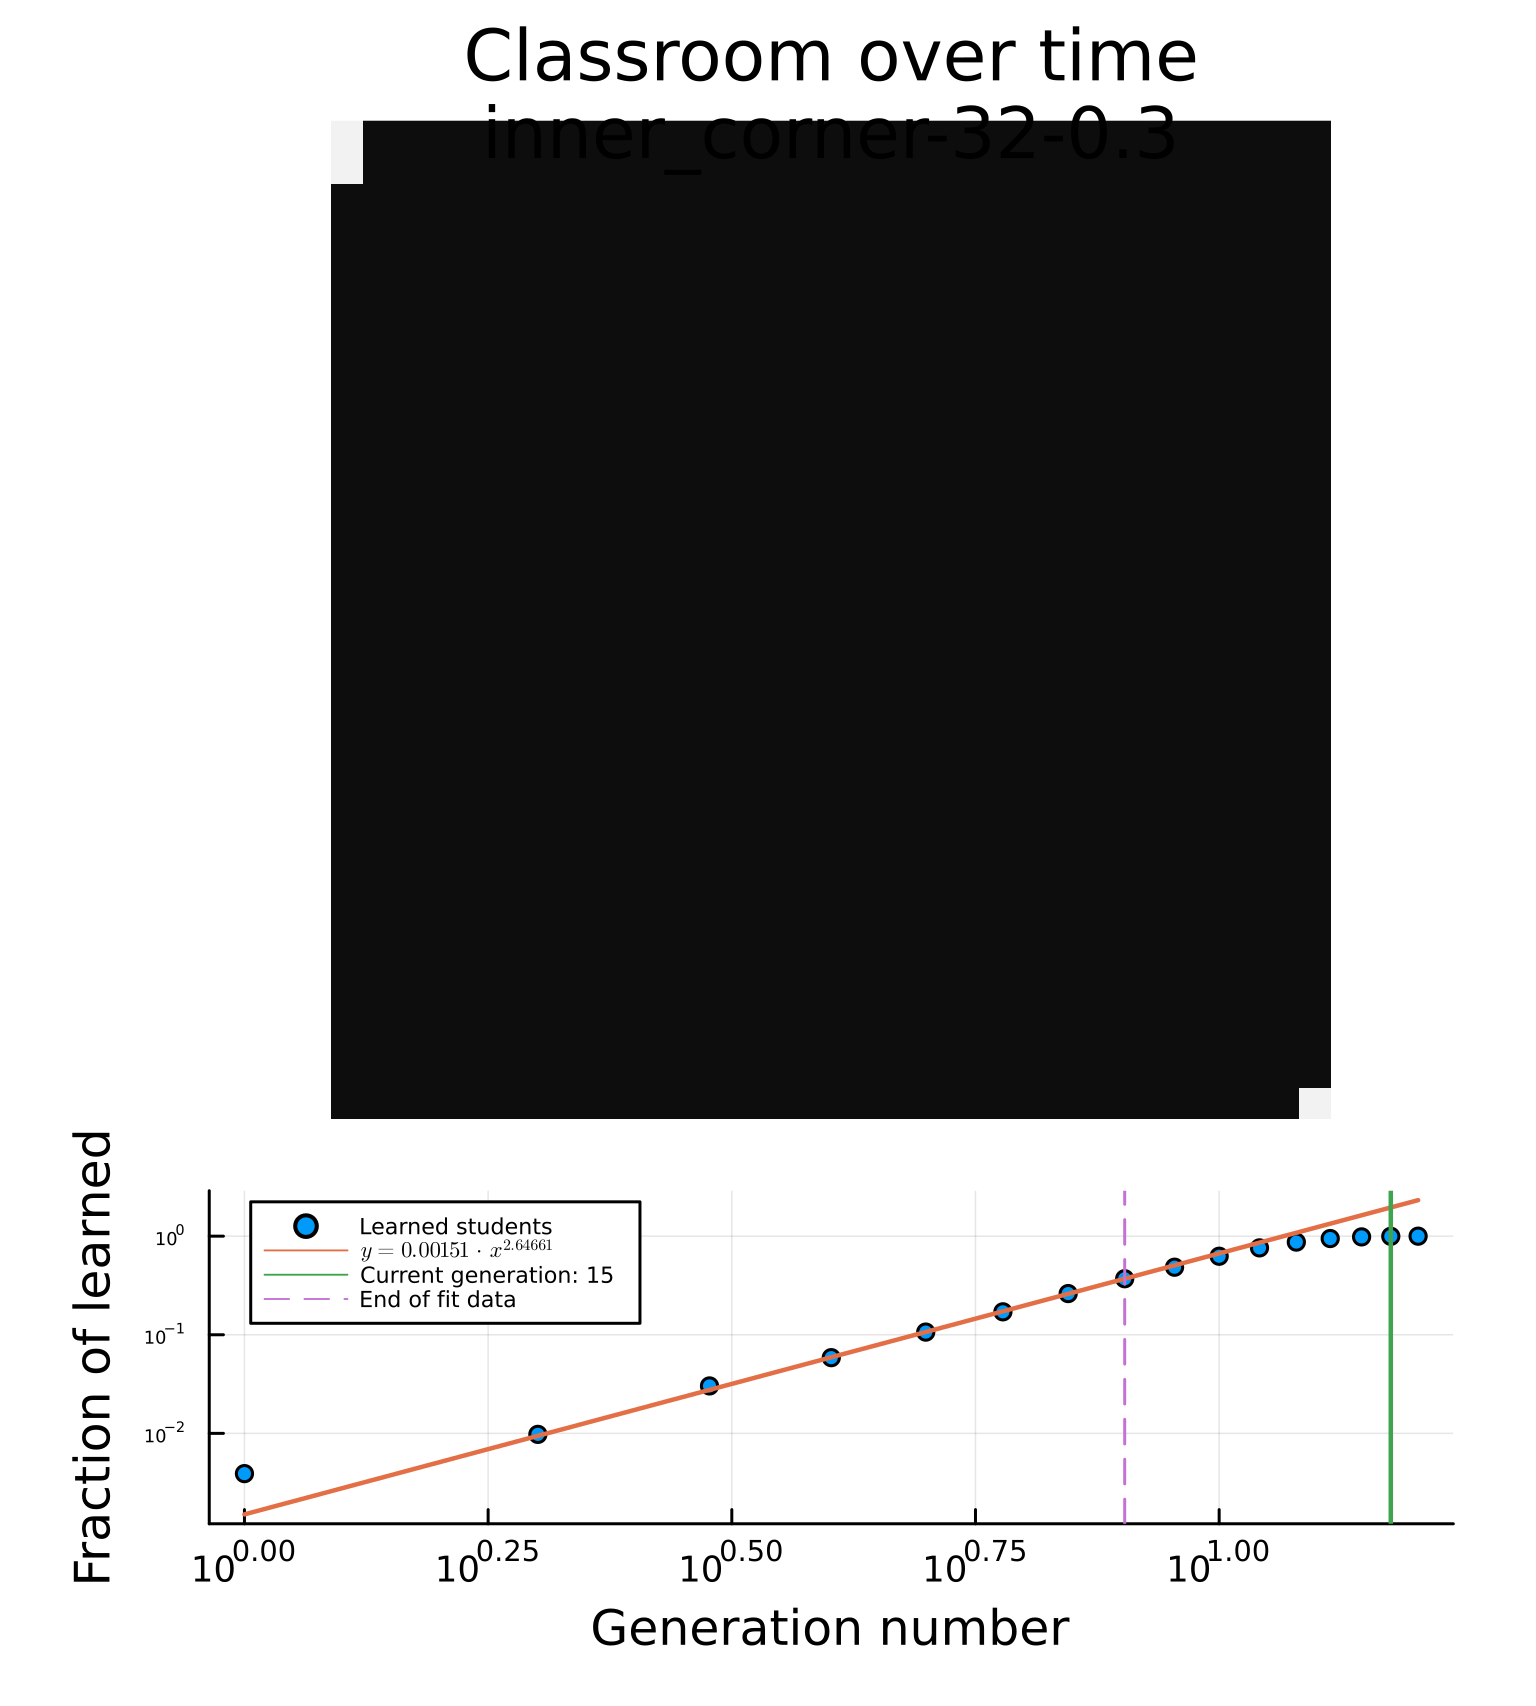 Classroom over time
inner_corner-32-0.3
Fraction of learned
10^0
10^-1
10^-2
Learned students
y = 0.00151 · x^2.64661
Current generation: 15
End of fit data
10^0.00 10^0.25 10^0.50 10^0.75 10^1.00
Generation number